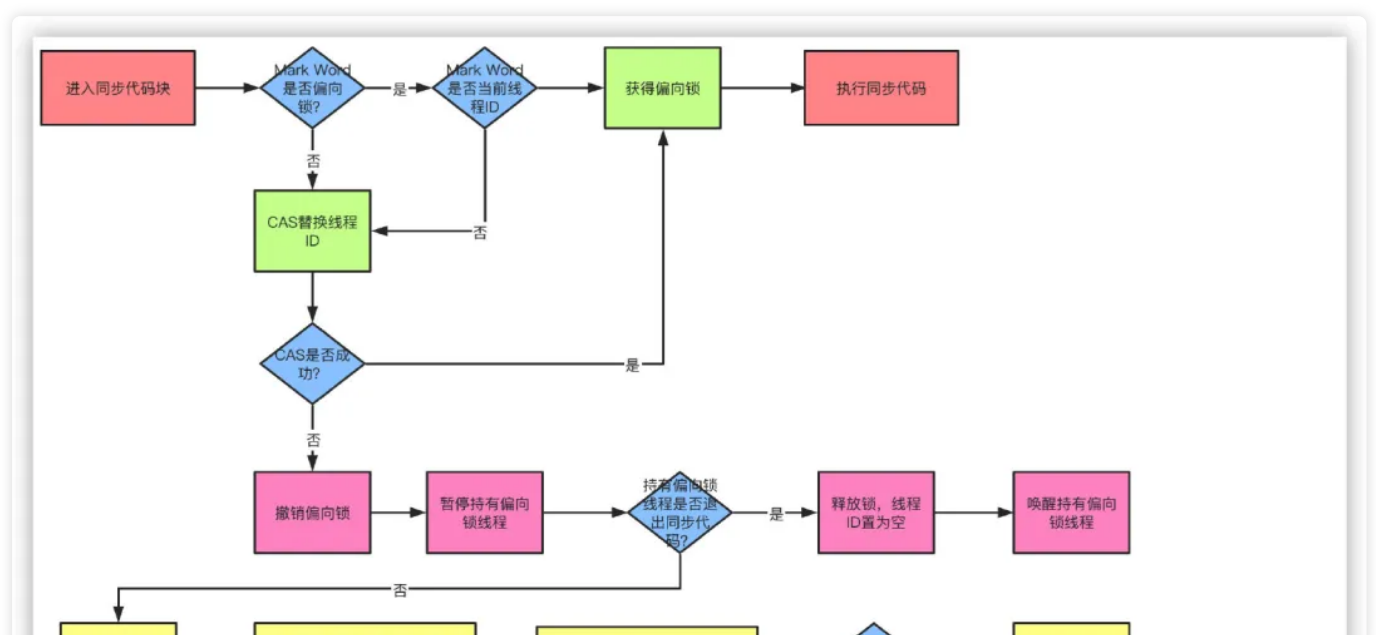 进入同步代码块
Mark Word
是否偏向
锁?
是
Mark Word
是否当前线
程ID
获得偏向锁
执行同步代码
否
CAS替换线程
ID
否
CAS是否成
功?
是
否
撤销偏向锁
暂停持有偏向
锁线程
持有偏向锁
线程是否退
出同步代
码?
是
释放锁，线程
ID置为空
唤醒持有偏向
锁线程
否